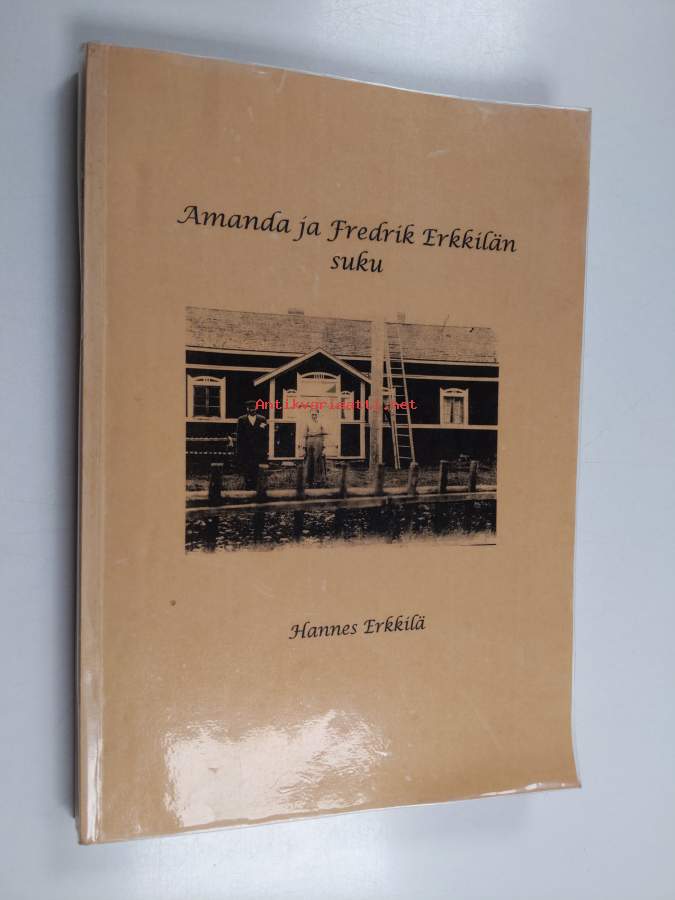 Amanda ja Fredrik Erkkilän
suku
Antikvariaatti.net
Hannes Erkkilä